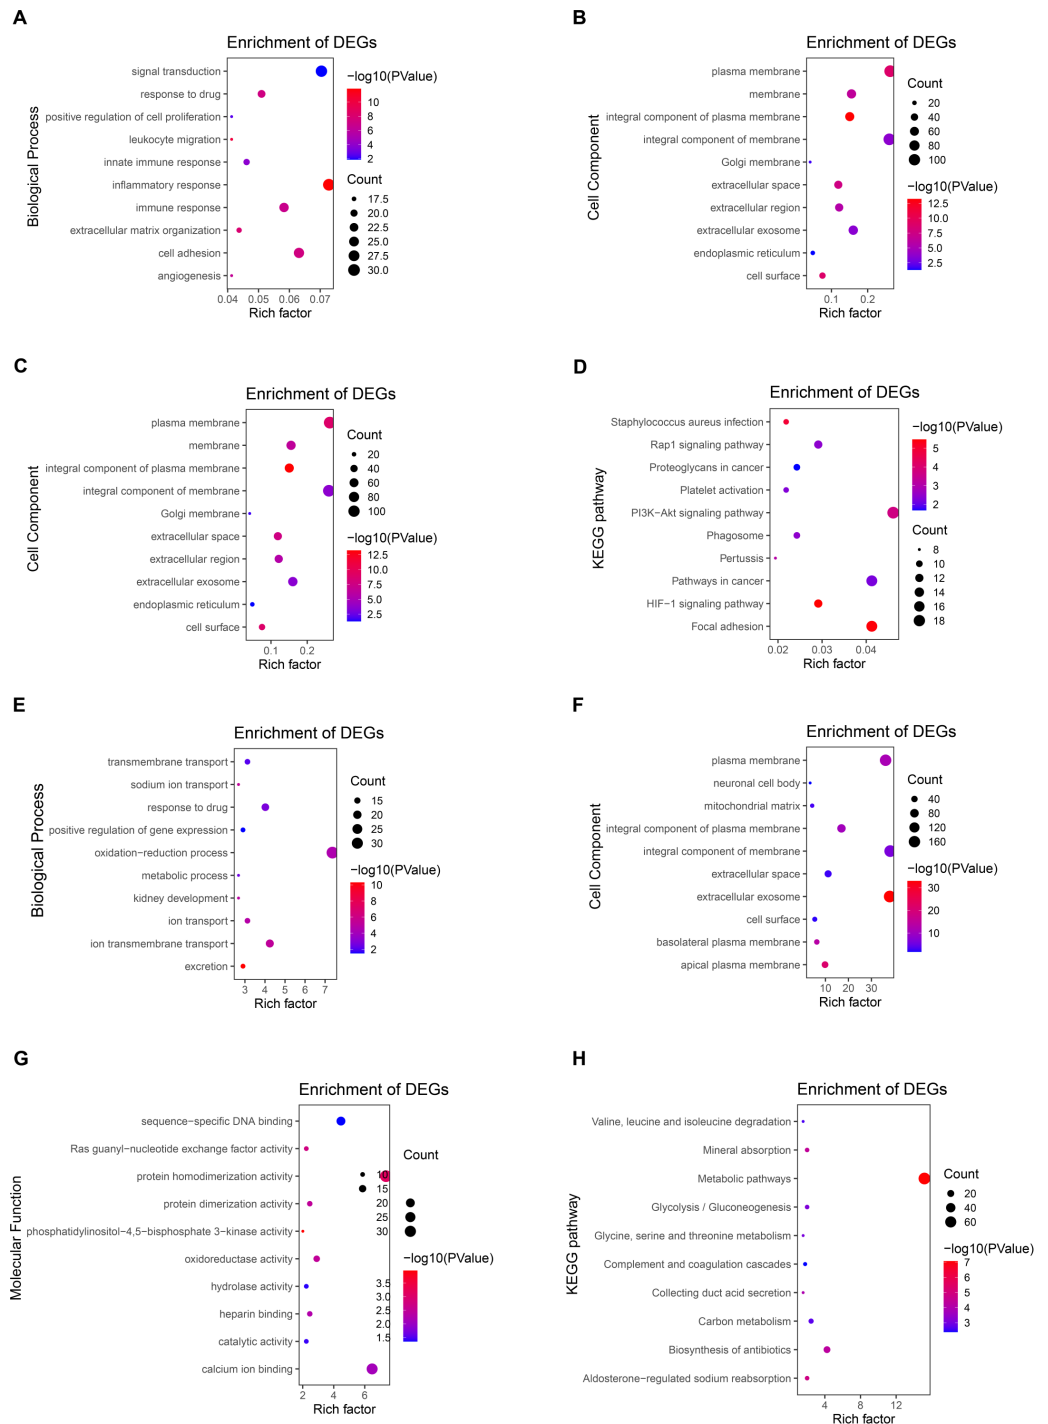 A
Enrichment of DEGs
Biological Process
signal transduction
response to drug
positive regulation of cell proliferation
leukocyte migration
innate immune response
inflammatory response
immune response
extracellular matrix organization
cell adhesion
angiogenesis
0.04 0.05 0.06 0.07
Rich factor
−log10(PValue)
10
8
6
4
2
Count
17.5
20.0
22.5
25.0
27.5
30.0
B
Enrichment of DEGs
Cell Component
plasma membrane
membrane
integral component of plasma membrane
integral component of membrane
Golgi membrane
extracellular space
extracellular region
extracellular exosome
endoplasmic reticulum
cell surface
0.1 0.2
Rich factor
Count
20
40
60
80
100
−log10(PValue)
12.5
10.0
7.5
5.0
2.5
C
Enrichment of DEGs
Cell Component
plasma membrane
membrane
integral component of plasma membrane
integral component of membrane
Golgi membrane
extracellular space
extracellular region
extracellular exosome
endoplasmic reticulum
cell surface
0.1 0.2
Rich factor
Count
20
40
60
80
100
−log10(PValue)
12.5
10.0
7.5
5.0
2.5
D
Enrichment of DEGs
KEGG pathway
Staphylococcus aureus infection
Rap1 signaling pathway
Proteoglycans in cancer
Platelet activation
PI3K−Akt signaling pathway
Phagosome
Pertussis
Pathways in cancer
HIF−1 signaling pathway
Focal adhesion
0.02 0.03 0.04
Rich factor
−log10(PValue)
5
4
3
2
Count
8
10
12
14
16
18
E
Enrichment of DEGs
Biological Process
transmembrane transport
sodium ion transport
response to drug
positive regulation of gene expression
oxidation−reduction process
metabolic process
kidney development
ion transport
ion transmembrane transport
excretion
3 4 5 6 7
Rich factor
Count
15
20
25
30
−log10(PValue)
10
8
6
4
2
F
Enrichment of DEGs
Cell Component
plasma membrane
neuronal cell body
mitochondrial matrix
integral component of plasma membrane
integral component of membrane
extracellular space
extracellular exosome
cell surface
basolateral plasma membrane
apical plasma membrane
10 20 30
Rich factor
Count
40
80
120
160
−log10(PValue)
30
20
10
G
Enrichment of DEGs
Molecular Function
sequence−specific DNA binding
Ras guanyl−nucleotide exchange factor activity
protein homodimerization activity
protein dimerization activity
phosphatidylinositol−4,5−bisphosphate 3−kinase activity
oxidoreductase activity
hydrolase activity
heparin binding
catalytic activity
calcium ion binding
2 4 6
Rich factor
Count
10
15
20
25
30
−log10(PValue)
3.5
3.0
2.5
2.0
1.5
H
Enrichment of DEGs
KEGG pathway
Valine, leucine and isoleucine degradation
Mineral absorption
Metabolic pathways
Glycolysis / Gluconeogenesis
Glycine, serine and threonine metabolism
Complement and coagulation cascades
Collecting duct acid secretion
Carbon metabolism
Biosynthesis of antibiotics
Aldosterone−regulated sodium reabsorption
4 8 12
Rich factor
Count
20
40
60
−log10(PValue)
7
6
5
4
3